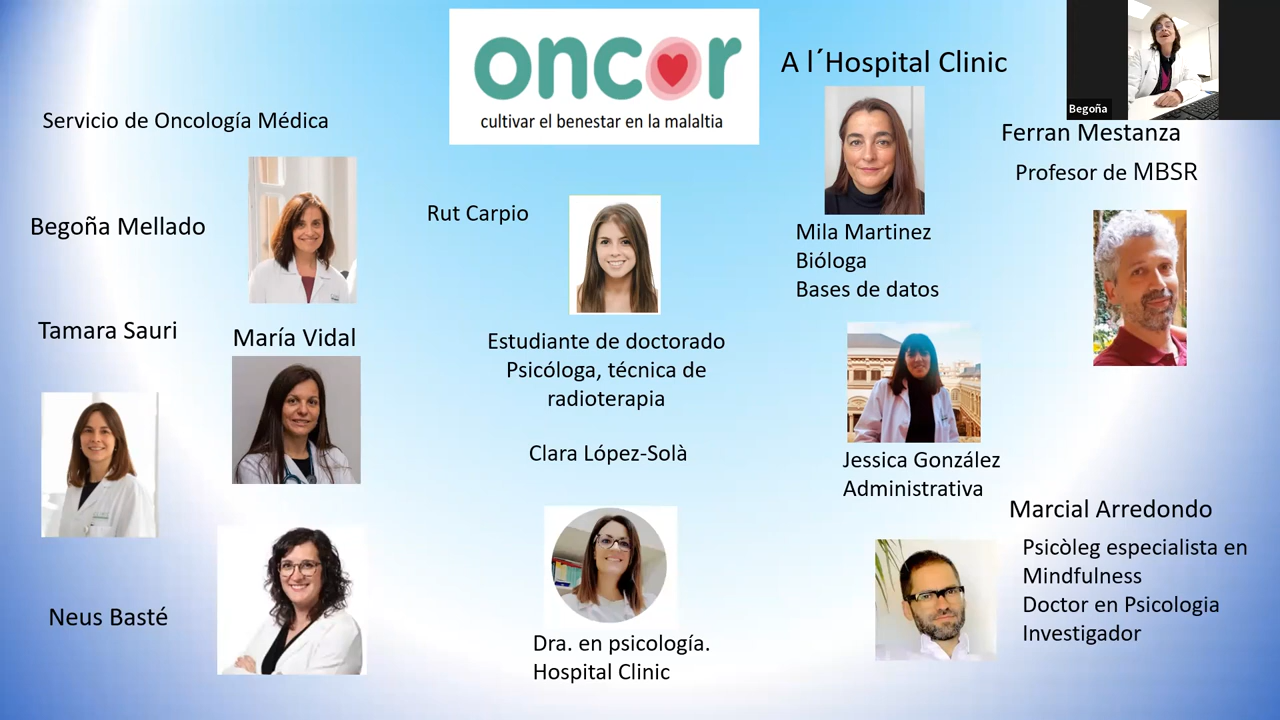 oncor
cultivar el benestar en la malaltia
A l´Hospital Clinic
Begoña
Servicio de Oncología Médica
Begoña Mellado
Tamara Sauri
María Vidal
Neus Basté
Rut Carpio
Estudiante de doctorado
Psicóloga, técnica de
radioterapia
Clara López-Solà
Dra. en psicología.
Hospital Clinic
Mila Martinez
Bióloga
Bases de datos
Jessica González
Administrativa
Ferran Mestanza
Profesor de MBSR
Marcial Arredondo
Psicòleg especialista en
Mindfulness
Doctor en Psicologia
Investigador